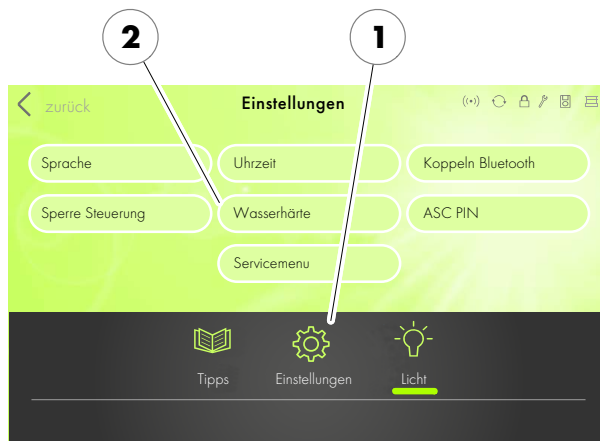 2 1
zurück Einstellungen
Sprache Uhrzeit Koppeln Bluetooth
Sperre Steuerung Wasserhärte ASC PIN
Servicemenu
Tipps Einstellungen Licht